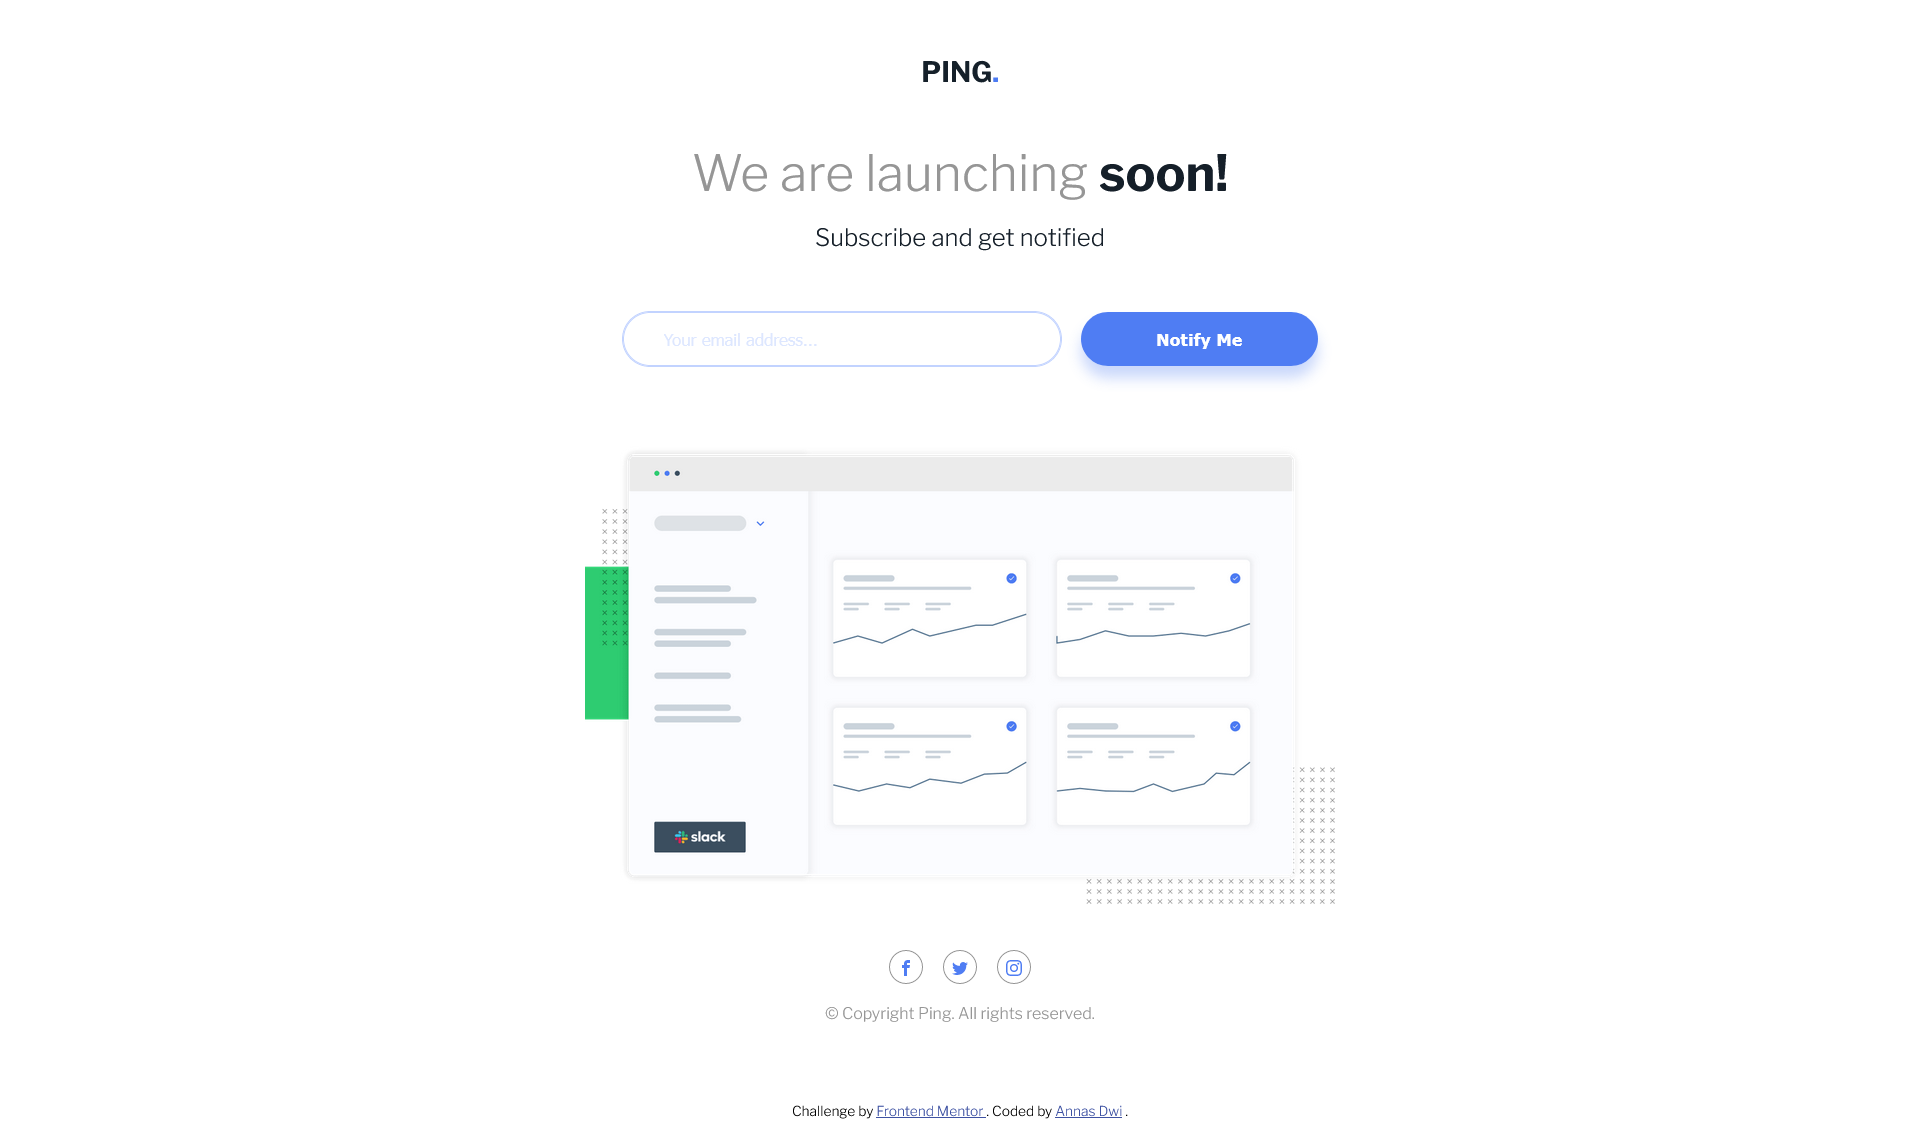 PING.
We are launching soon!
Subscribe and get notified
Your email address...
Notify Me
slack
© Copyright Ping. All rights reserved.
Challenge by Frontend Mentor . Coded by Annas Dwi .